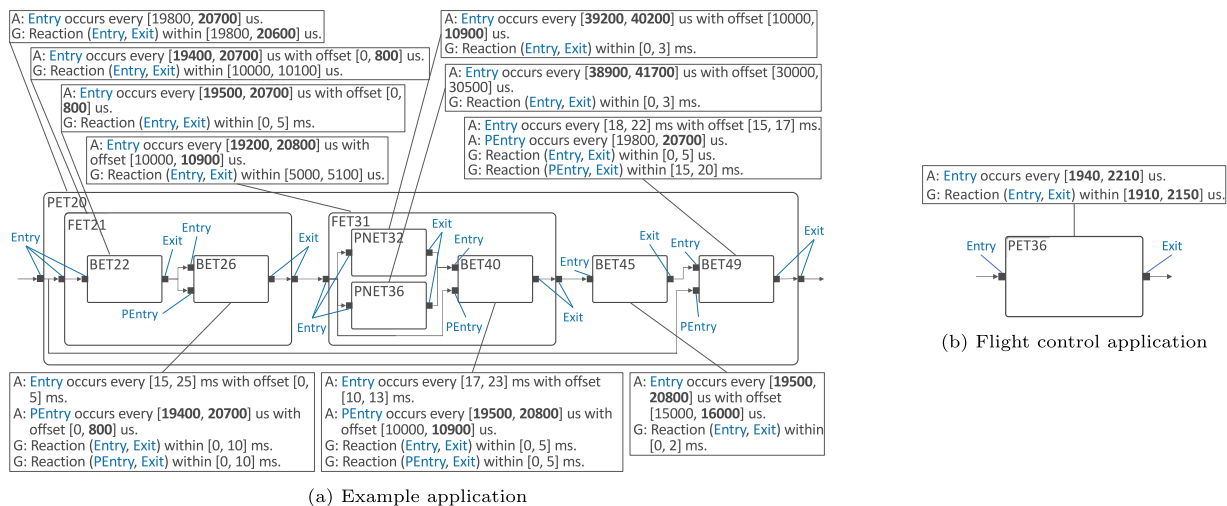 A: Entry occurs every [19800, 20700] us.
G: Reaction (Entry, Exit) within [19800, 20600] us.
A: Entry occurs every [19400, 20700] us with offset [0, 800] us.
G: Reaction (Entry, Exit) within [10000, 10100] us.
A: Entry occurs every [19500, 20700] us with offset [0,
800] us.
G: Reaction (Entry, Exit) within [0, 5] ms.
A: Entry occurs every [19200, 20800] us with
offset [10000, 10900] us.
G: Reaction (Entry, Exit) within [5000, 5100] us.
A: Entry occurs every [39200, 40200] us with offset [10000,
10900] us.
G: Reaction (Entry, Exit) within [0, 3] ms.
A: Entry occurs every [38900, 41700] us with offset [30000,
30500] us.
G: Reaction (Entry, Exit) within [0, 3] ms.
A: Entry occurs every [18, 22] ms with offset [15, 17] ms.
A: PEntry occurs every [19800, 20700] us.
G: Reaction (Entry, Exit) within [0, 5] us.
G: Reaction (PEntry, Exit) within [15, 20] ms.
PET20
FET21
BET22
BET26
FET31
PNET32
PNET36
BET40
BET45
BET49
Entry
Exit
Entry
Exit
PEntry
Entry
Exit
Entry
PEntry
Exit
Entry
Exit
Entry
PEntry
Exit
A: Entry occurs every [15, 25] ms with offset [0,
5] ms.
A: PEntry occurs every [19400, 20700] us with
offset [0, 800] us.
G: Reaction (Entry, Exit) within [0, 10] ms.
G: Reaction (PEntry, Exit) within [0, 10] ms.
A: Entry occurs every [17, 23] ms with offset
[10, 13] ms.
A: PEntry occurs every [19500, 20800] us with
offset [10000, 10900] us.
G: Reaction (Entry, Exit) within [0, 5] ms.
G: Reaction (PEntry, Exit) within [0, 5] ms.
A: Entry occurs every [19500,
20800] us with offset
[15000, 16000] us.
G: Reaction (Entry, Exit) within
[0, 2] ms.
(a) Example application
A: Entry occurs every [1940, 2210] us.
G: Reaction (Entry, Exit) within [1910, 2150] us.
PET36
Entry
Exit
(b) Flight control application